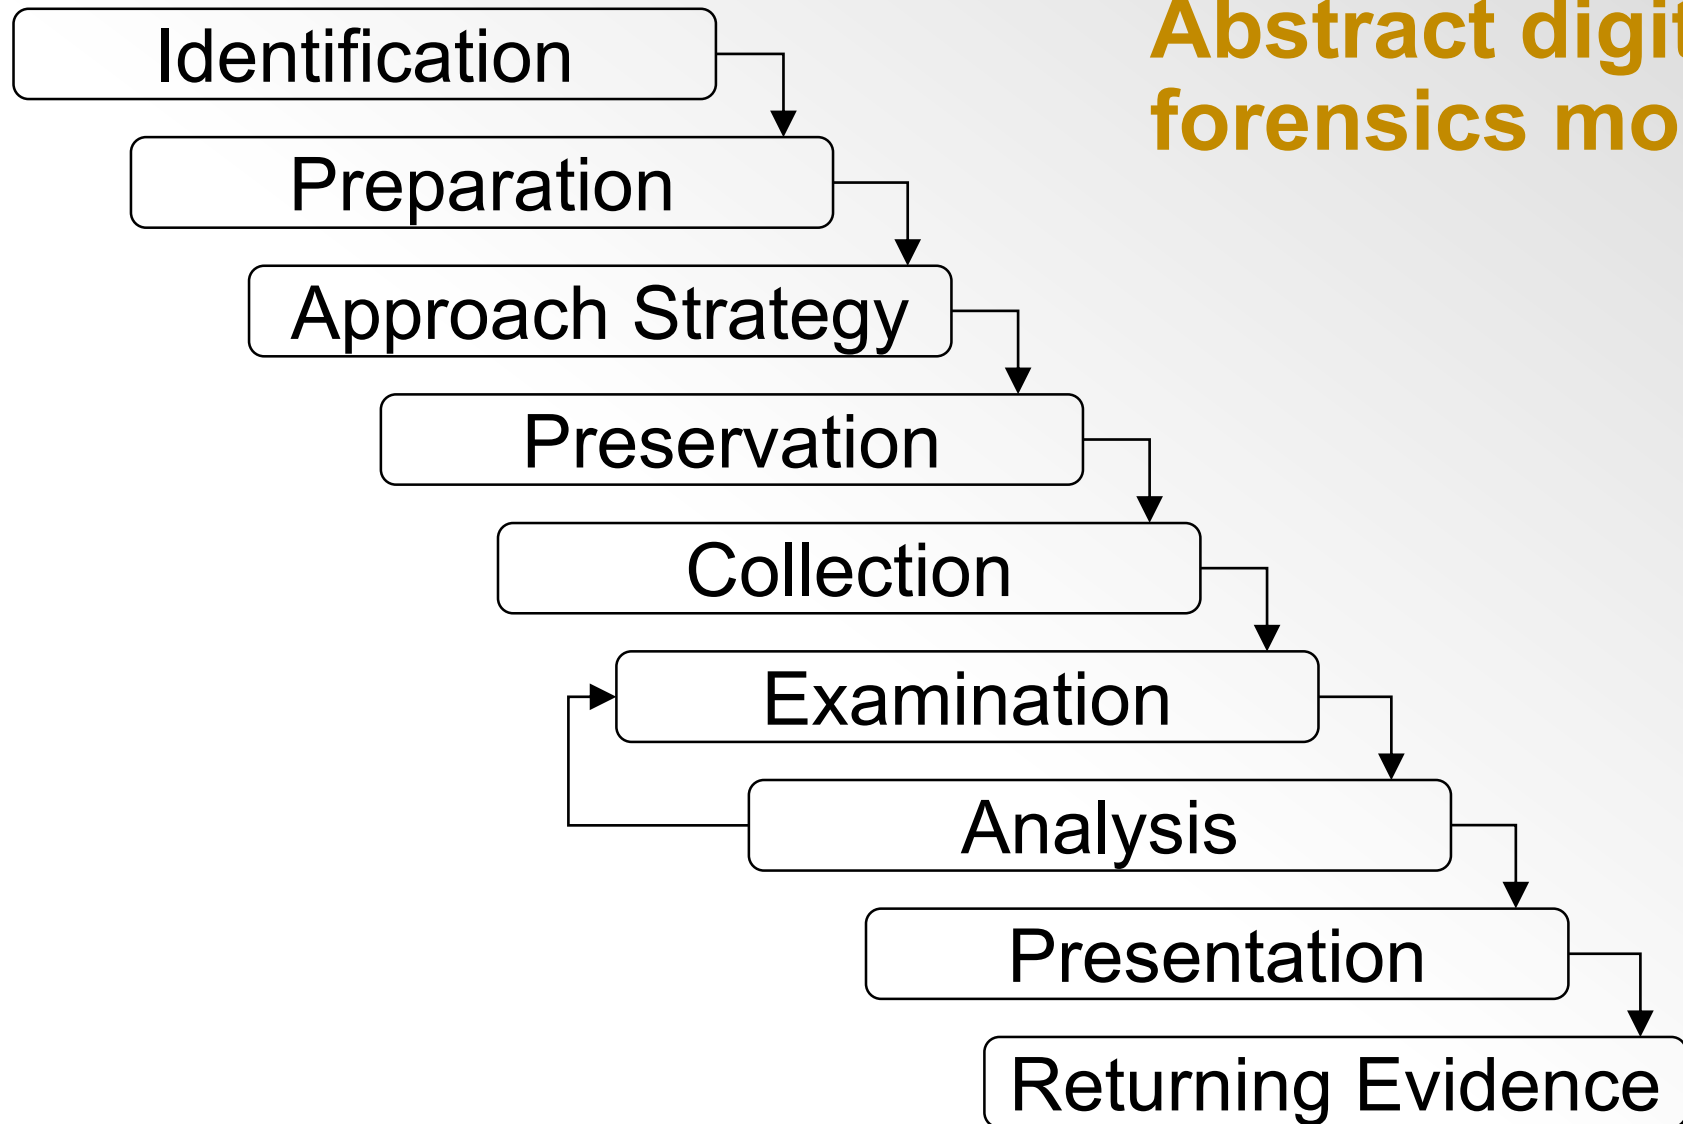 Abstract digit
forensics mo
Identification
Preparation
Approach Strategy
Preservation
Collection
Examination
Analysis
Presentation
Returning Evidence